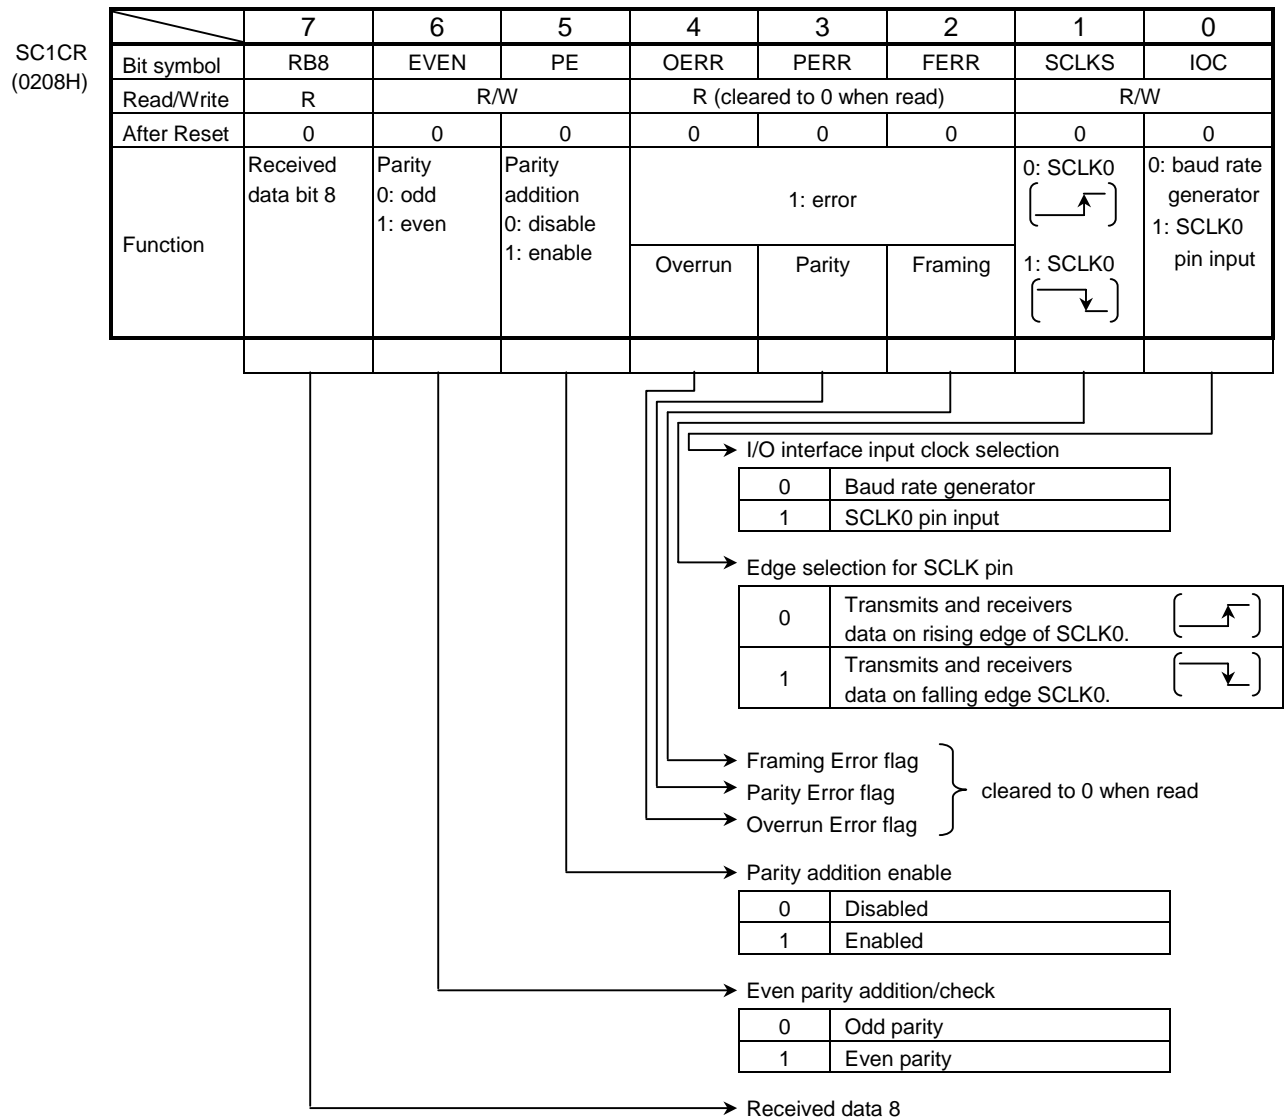 SC1CR
(0208H)
7 6 5 4 3 2 1 0
Bit symbol RB8 EVEN PE OERR PERR FERR SCLKS IOC
Read/Write R R/W R (cleared to 0 when read) R/W
After Reset 0 0 0 0 0 0 0 0
Function
Received
data bit 8
Parity
0: odd
1: even
Parity
addition
0: disable
1: enable
1: error
Overrun Parity Framing
0: SCLK0
1: SCLK0
0: baud rate
generator
1: SCLK0
pin input
I/O interface input clock selection
0 Baud rate generator
1 SCLK0 pin input
Edge selection for SCLK pin
0 Transmits and receivers
data on rising edge of SCLK0.
1 Transmits and receivers
data on falling edge SCLK0.
Framing Error flag
Parity Error flag
Overrun Error flag
cleared to 0 when read
Parity addition enable
0 Disabled
1 Enabled
Even parity addition/check
0 Odd parity
1 Even parity
Received data 8